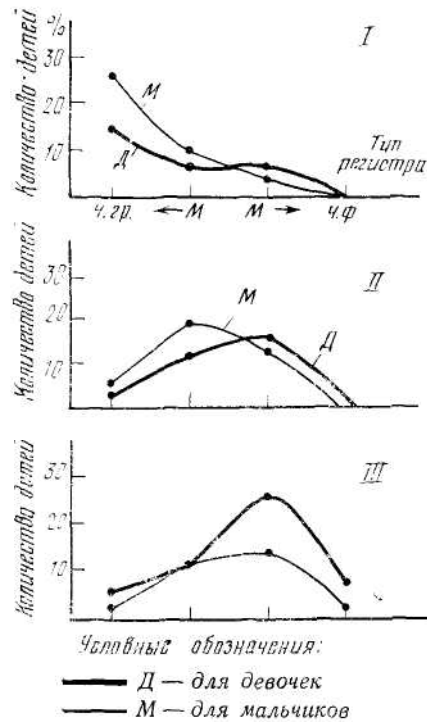 %
30
20
10
Количество детей
I
М
Д
Тип
регистра
ч.гр.
←М
М→
ч.ф
30
20
10
Количество детей
II
М
Д
30
20
10
Количество детей
III
Условные обозначения:
Д — для девочек
М — для мальчиков